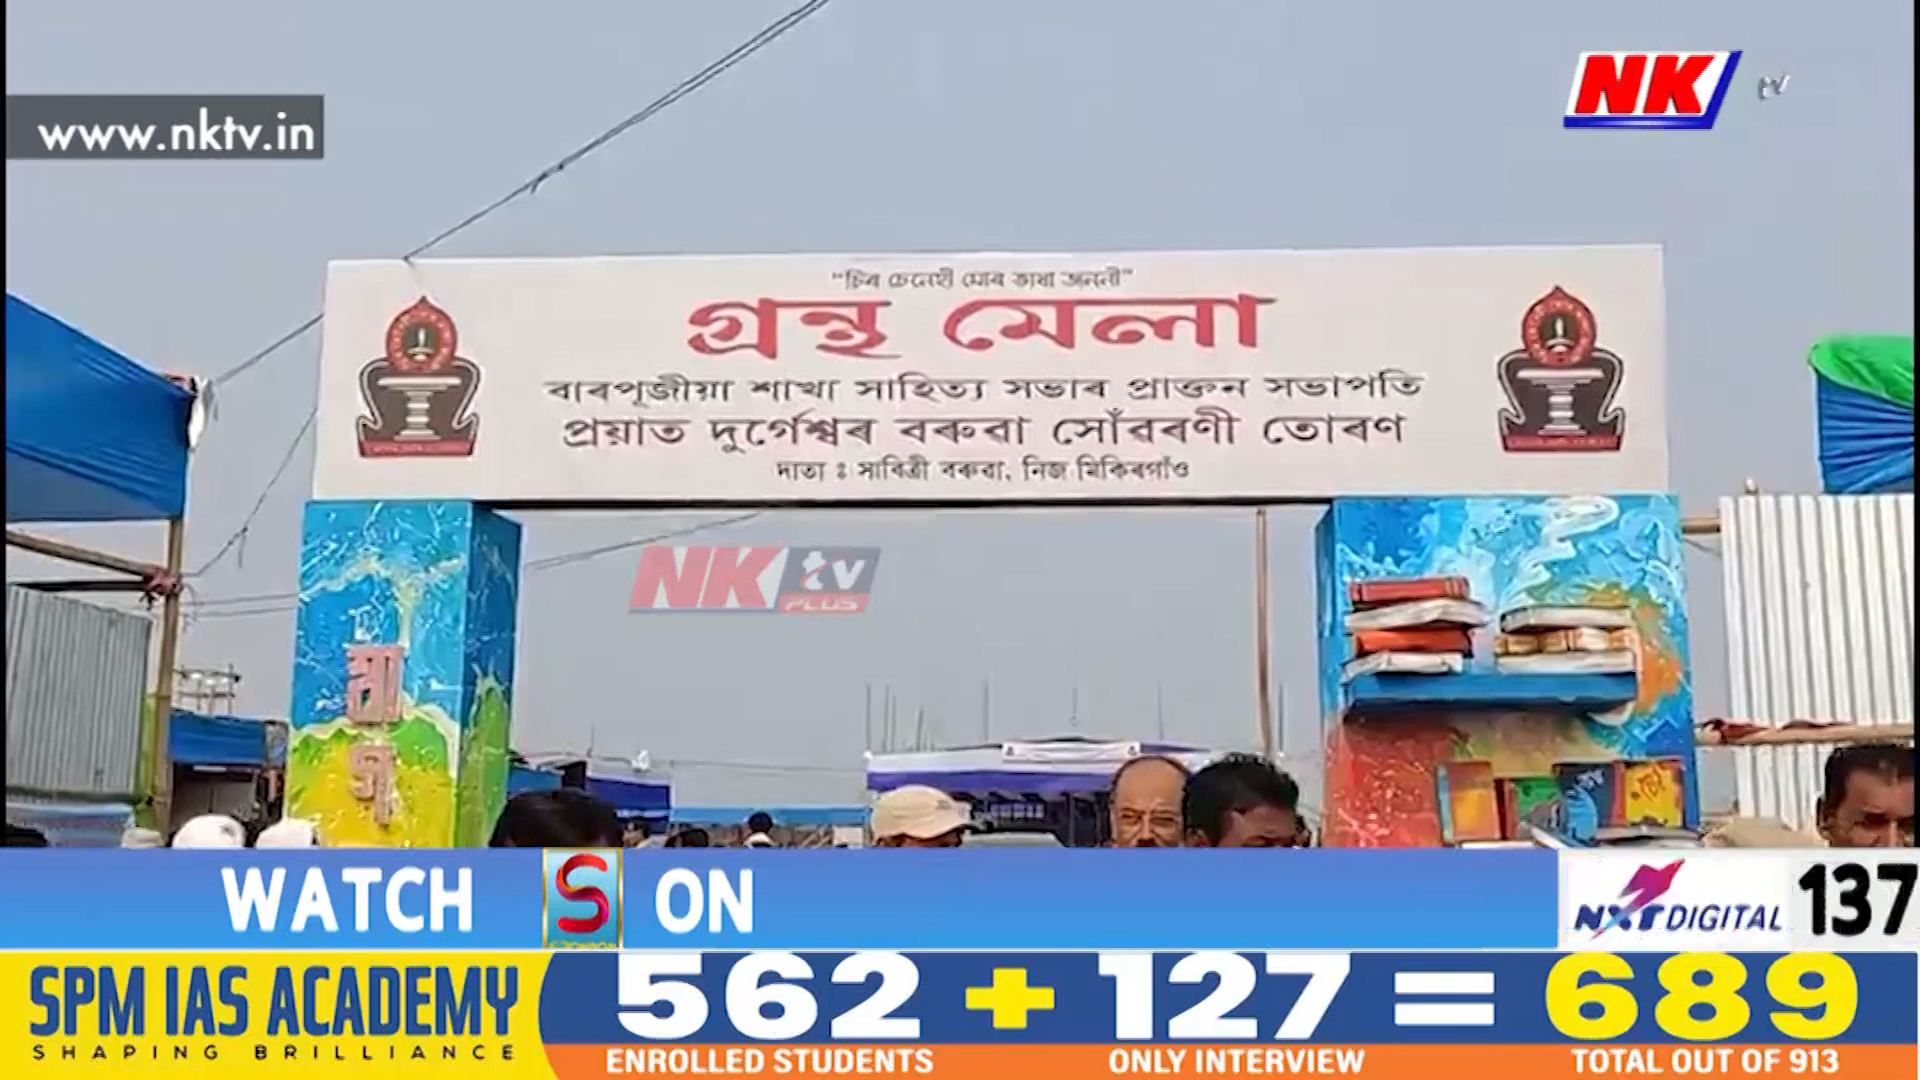 www.nktv.in
NK tv
"চিৰ চেনেহী মোৰ ভাষা জননী"
গ্ৰন্থ মেলা
বাৰপূজীয়া শাখা সাহিত্য সভাৰ প্ৰাক্তন সভাপতি
প্ৰয়াত দুৰ্গেশ্বৰ বৰুৱা সোঁৱৰণী তোৰণ
দাতা ঃ সাবিত্ৰী বৰুৱা, নিজ মিকিৰগাঁও
NK tv
PLUS
WATCH S ON
NXT DIGITAL 137
SPM IAS ACADEMY
SHAPING BRILLIANCE
562 + 127 = 689
ENROLLED STUDENTS ONLY INTERVIEW TOTAL OUT OF 913